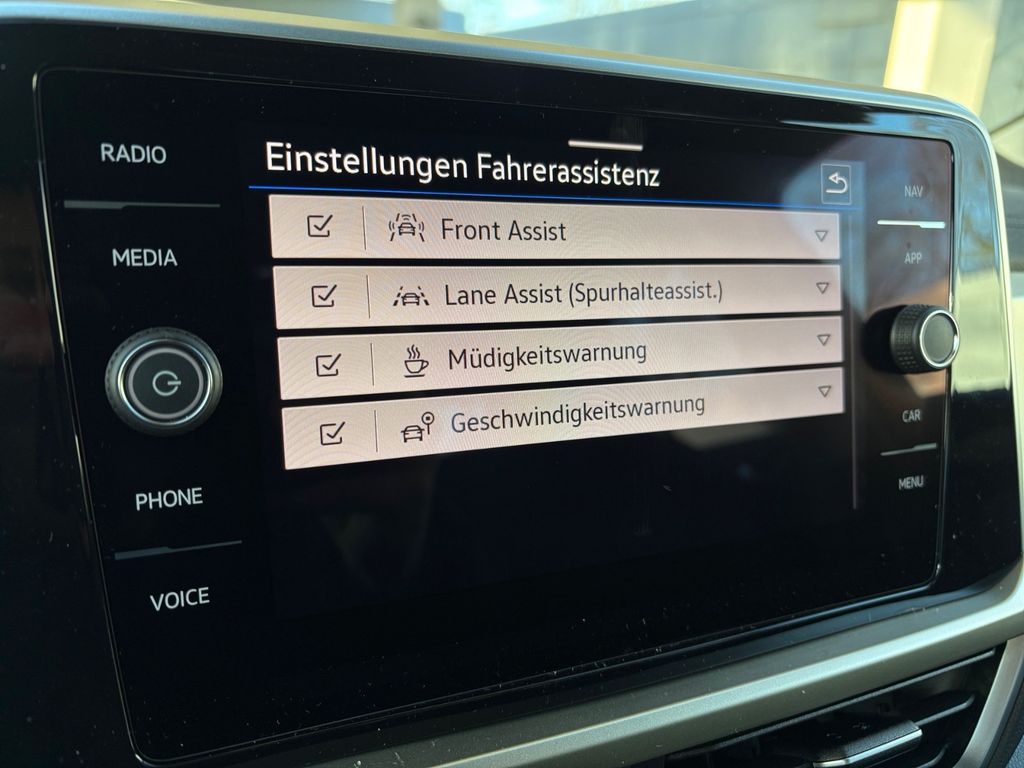 RADIO
MEDIA
PHONE
VOICE
Einstellungen Fahrerassistenz
Front Assist
Lane Assist (Spurhalteassist.)
Müdigkeitswarnung
Geschwindigkeitswarnung
NAV
APP
CAR
MENU